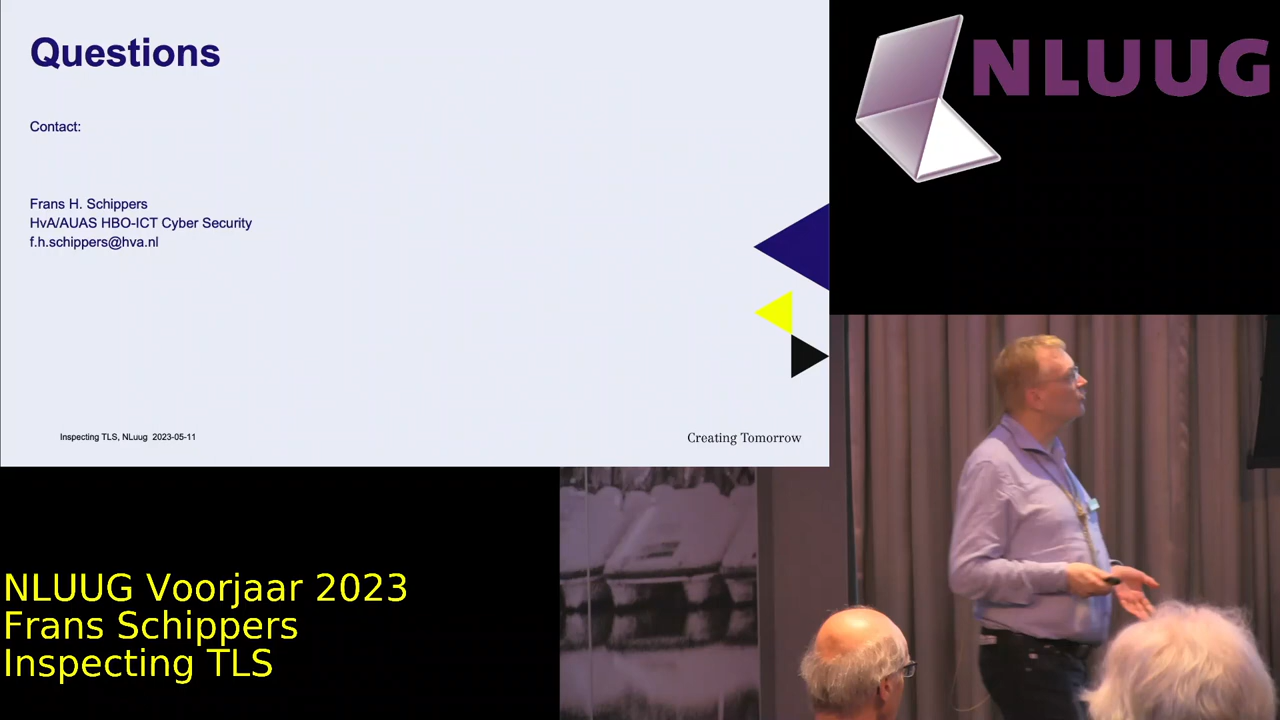 Questions
Contact:
Frans H. Schippers
HvA/AUAS HBO-ICT Cyber Security
f.h.schippers@hva.nl
Inspecting TLS, NLuug 2023-05-11
Creating Tomorrow
NLUUG
NLUUG Voorjaar 2023
Frans Schippers
Inspecting TLS